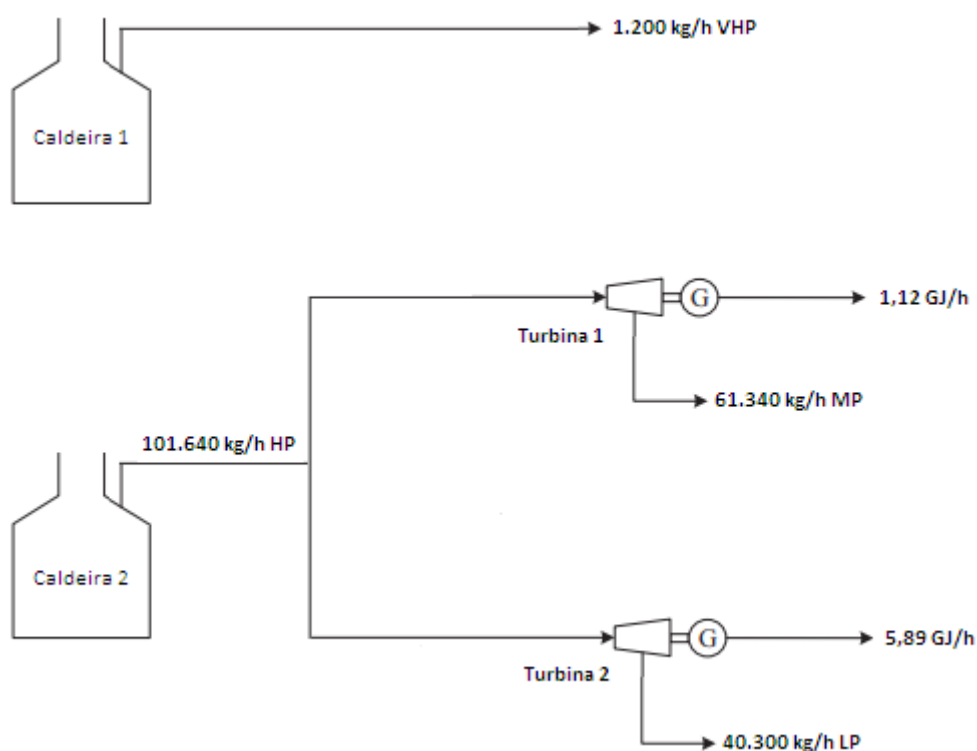 1.200 kg/h VHP
Caldeira 1
G
1,12 GJ/h
Turbina 1
61.340 kg/h MP
101.640 kg/h HP
Caldeira 2
G
5,89 GJ/h
Turbina 2
40.300 kg/h LP